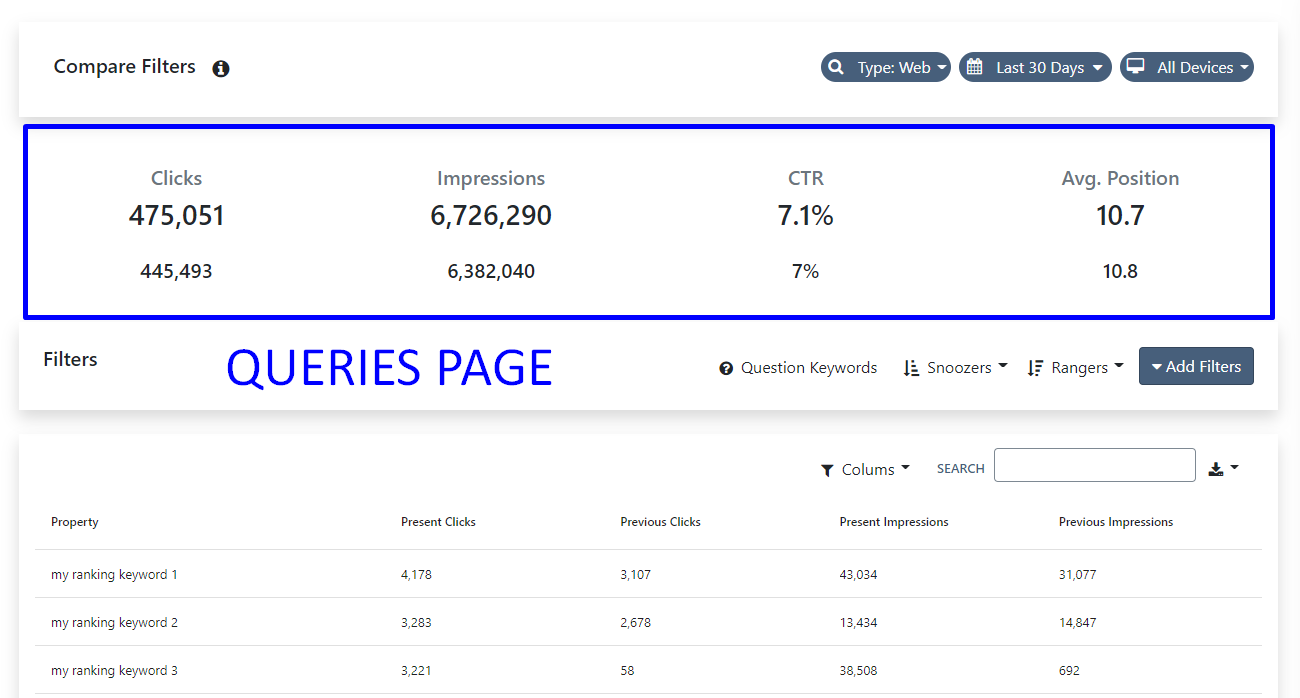 Compare Filters
Type: Web Last 30 Days All Devices
Clicks Impressions CTR Avg. Position
475,051 6,726,290 7.1% 10.7
445,493 6,382,040 7% 10.8
Filters QUERIES PAGE Question Keywords Snoozers Rangers Add Filters
Colums SEARCH
Property Present Clicks Previous Clicks Present Impressions Previous Impressions
my ranking keyword 1 4,178 3,107 43,034 31,077
my ranking keyword 2 3,283 2,678 13,434 14,847
my ranking keyword 3 3,221 58 38,508 692